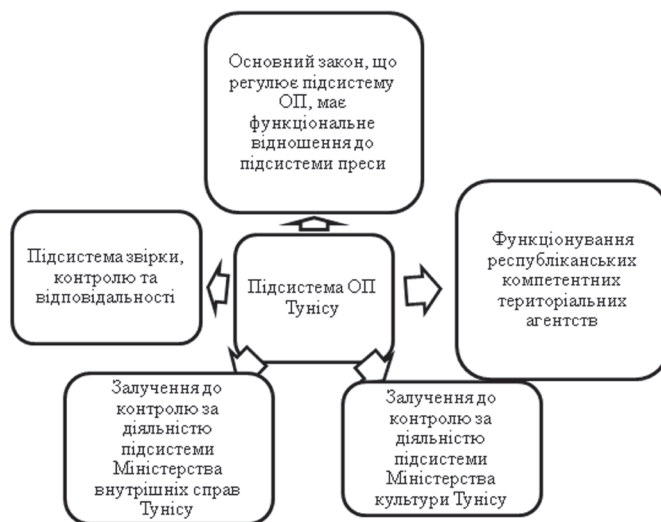 Основний закон, що
регулює підсистему
ОП, має
функціональне
відношення до
підсистеми преси
Підсистема звірки,
контролю та
відповідальності
Підсистема ОП
Тунісу
Функціонування
республіканських
компетентних
територіальних
агентств
Залучення до
контролю за
діяльністю
підсистеми
Міністерства
внутрішніх справ
Тунісу
Залучення до
контролю за
діяльністю
підсистеми
Міністерства
культури Тунісу